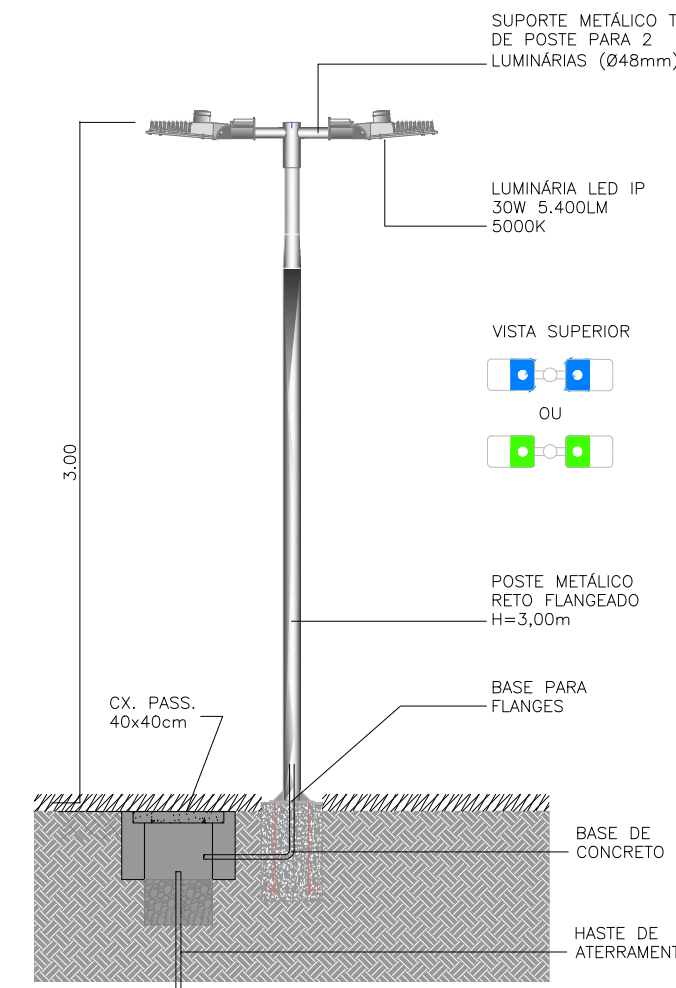 SUPORTE METÁLICO T
DE POSTE PARA 2
LUMINÁRIAS (Ø48mm)
LUMINÁRIA LED IP
30W 5.400LM
5000K
VISTA SUPERIOR
OU
3.00
POSTE METÁLICO
RETO FLANGEADO
H=3,00m
BASE PARA
FLANGES
CX. PASS.
40x40cm
BASE DE
CONCRETO
HASTE DE
ATERRAMENT